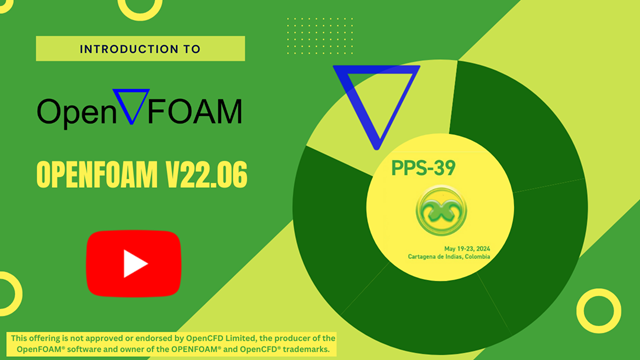 INTRODUCTION TO
Open∇FOAM
OPENFOAM V22.06
PPS-39
May 19-23, 2024
Cartagena de Indias, Colombia
This offering is not approved or endorsed by OpenCFD Limited, the producer of the
OpenFOAM® software and owner of the OPENFOAM® and OpenCFD® trademarks.